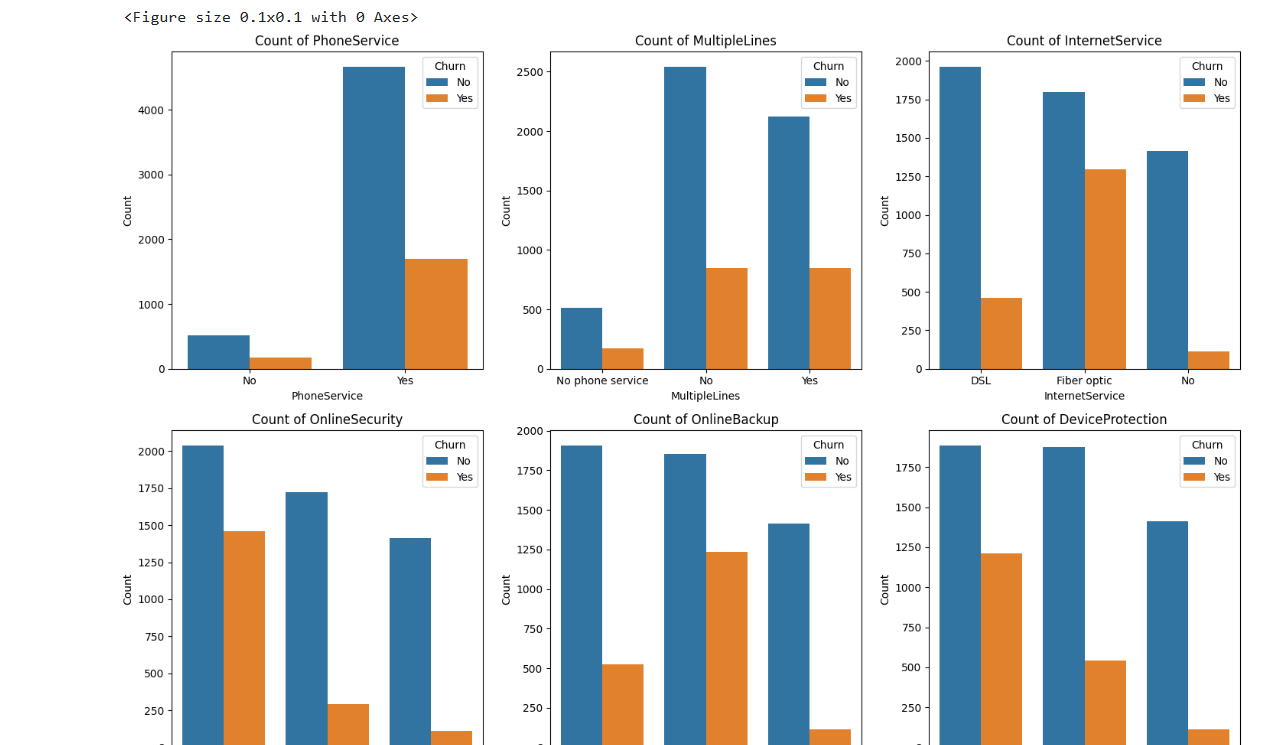 <Figure size 0.1x0.1 with 0 Axes>
Count of PhoneService
Churn
No
Yes
4000
3000
2000
1000
0
Count
No
Yes
PhoneService
Count of MultipleLines
Churn
No
Yes
2500
2000
1500
1000
500
0
Count
No phone service
No
Yes
MultipleLines
Count of InternetService
Churn
No
Yes
2000
1750
1500
1250
1000
750
500
250
0
Count
DSL
Fiber optic
No
InternetService
Count of OnlineSecurity
Churn
No
Yes
2000
1750
1500
1250
1000
750
500
250
Count
Count of OnlineBackup
Churn
No
Yes
2000
1750
1500
1250
1000
750
500
250
Count
Count of DeviceProtection
Churn
No
Yes
1750
1500
1250
1000
750
500
250
Count